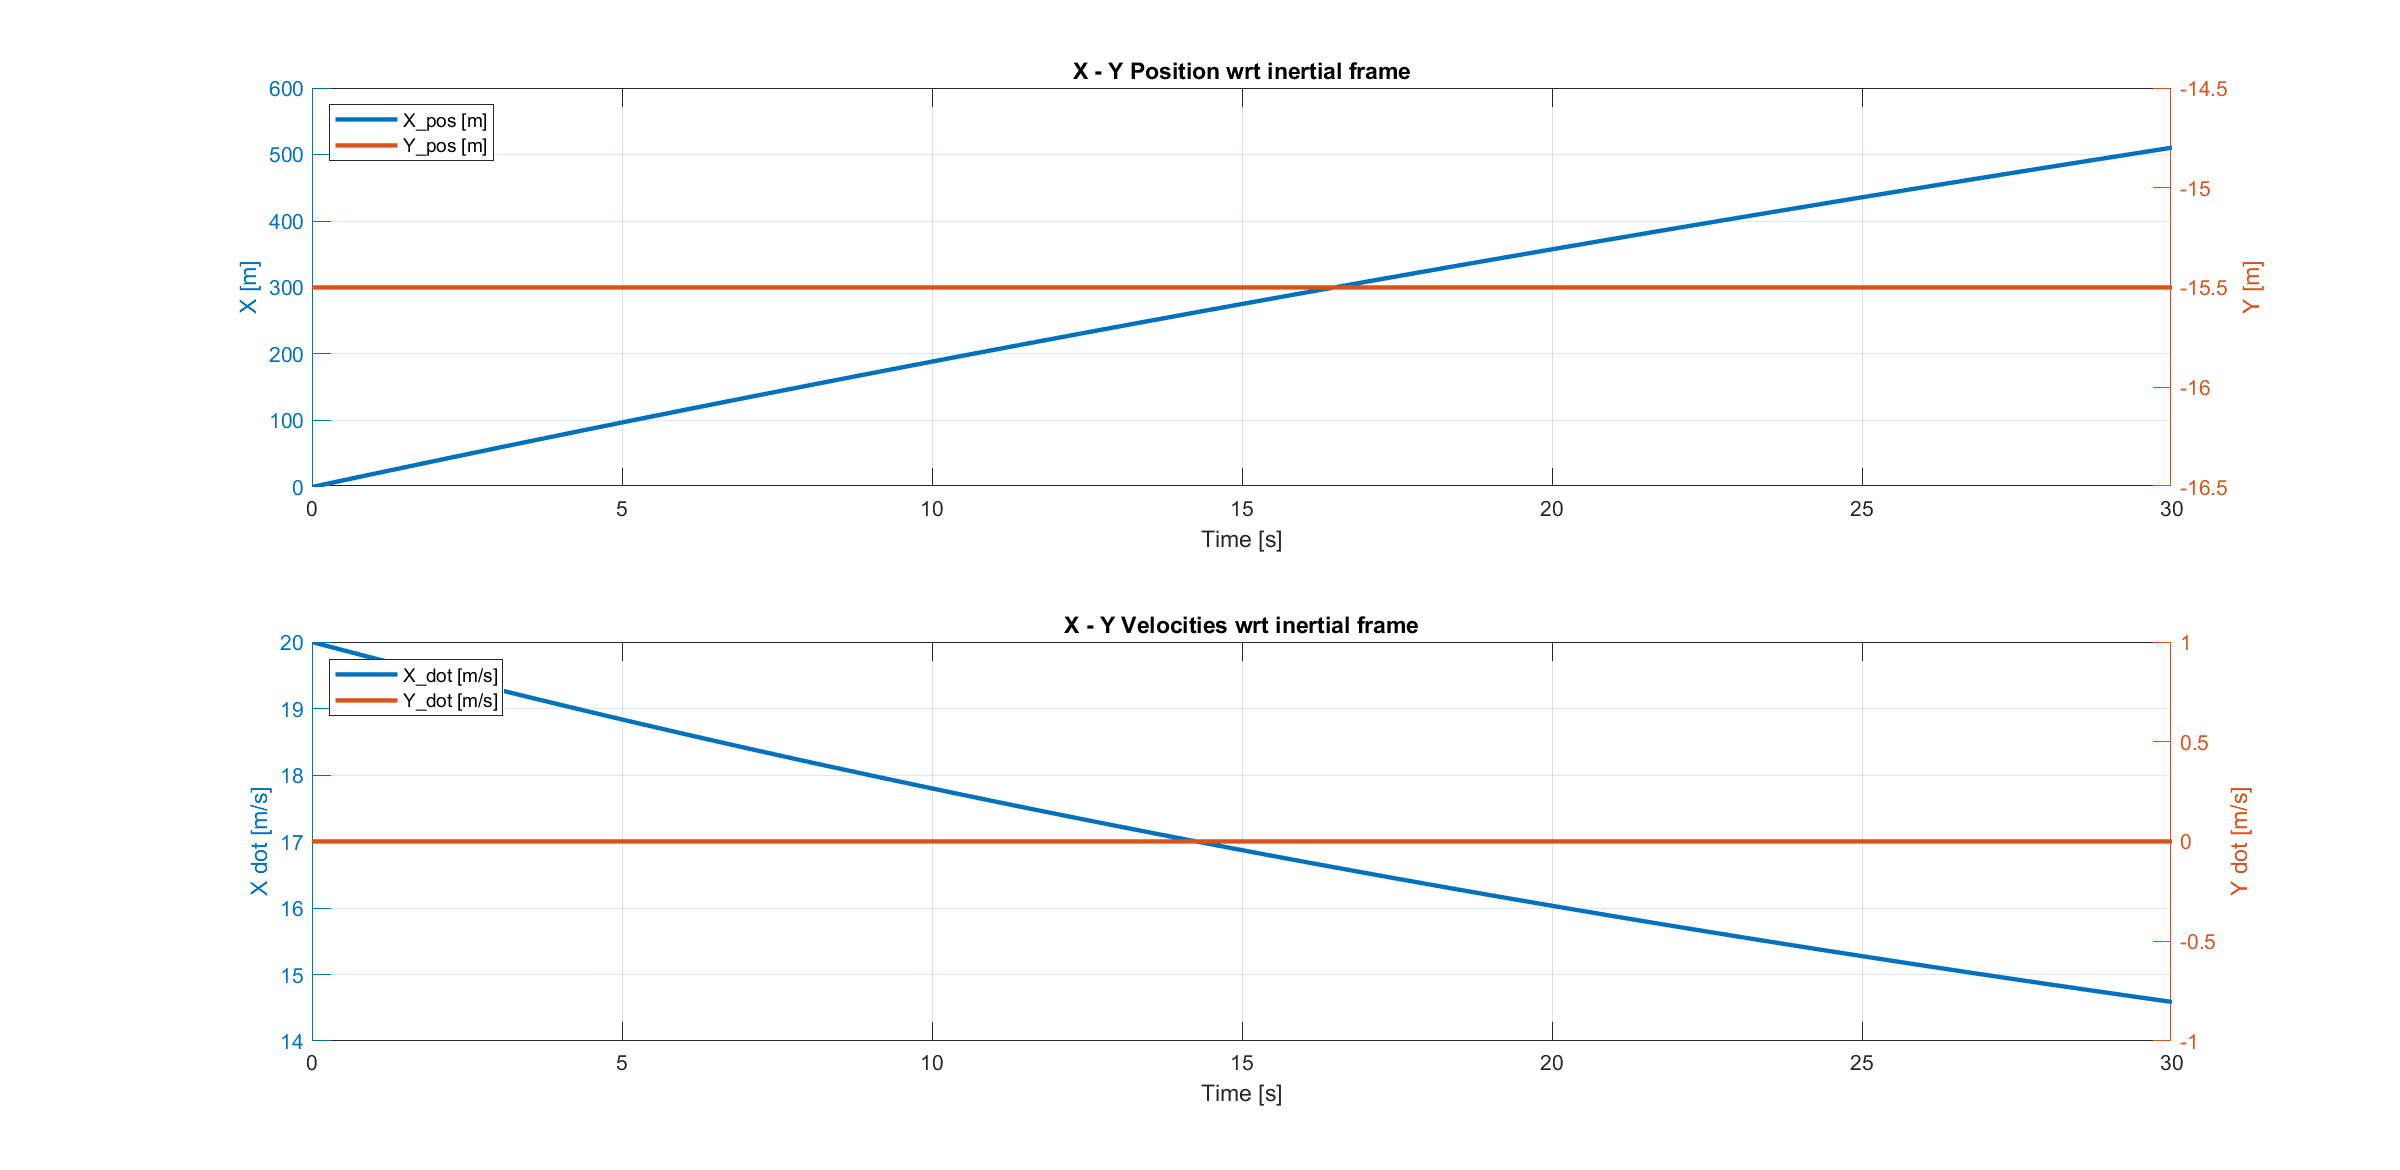 X - Y Position wrt inertial frame
600
500
400
300
200
100
0
X [m]
X_pos [m]
Y_pos [m]
-14.5
-15
-15.5
-16
-16.5
Y [m]
0 5 10 15 20 25 30
Time [s]
X - Y Velocities wrt inertial frame
20
19
18
17
16
15
14
X dot [m/s]
X_dot [m/s]
Y_dot [m/s]
1
0.5
0
-0.5
-1
Y dot [m/s]
0 5 10 15 20 25 30
Time [s]